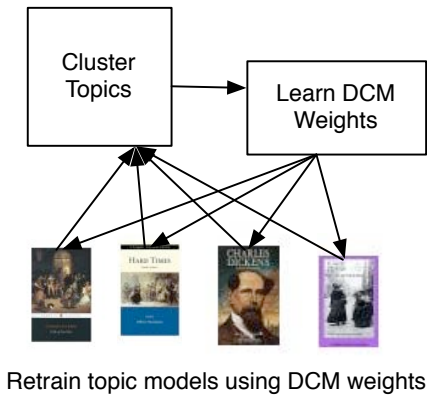 Cluster
Topics
Learn DCM
Weights
HARD TIMES
CHARLES
DICKENS
Retrain topic models using DCM weights